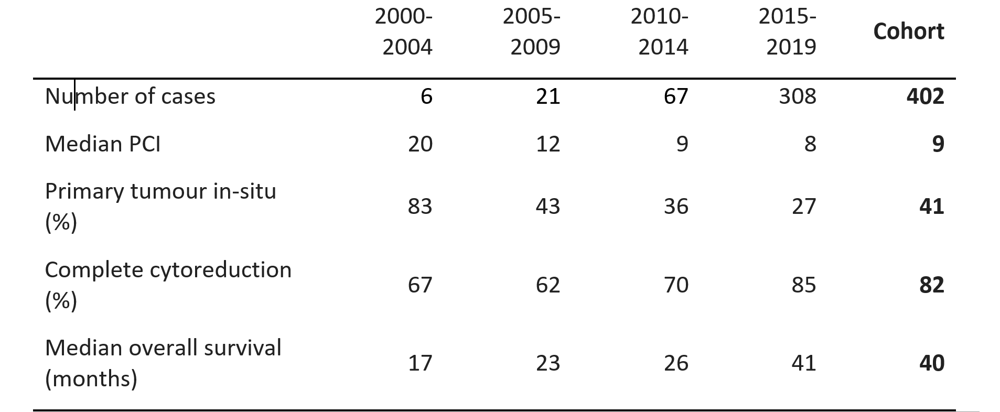 2000- 2005- 2010- 2015-
2004 2009 2014 2019 Cohort
Number of cases 6 21 67 308 402
Median PCI 20 12 9 8 9
Primary tumour in-situ
(%) 83 43 36 27 41
Complete cytoreduction
(%) 67 62 70 85 82
Median overall survival
(months) 17 23 26 41 40